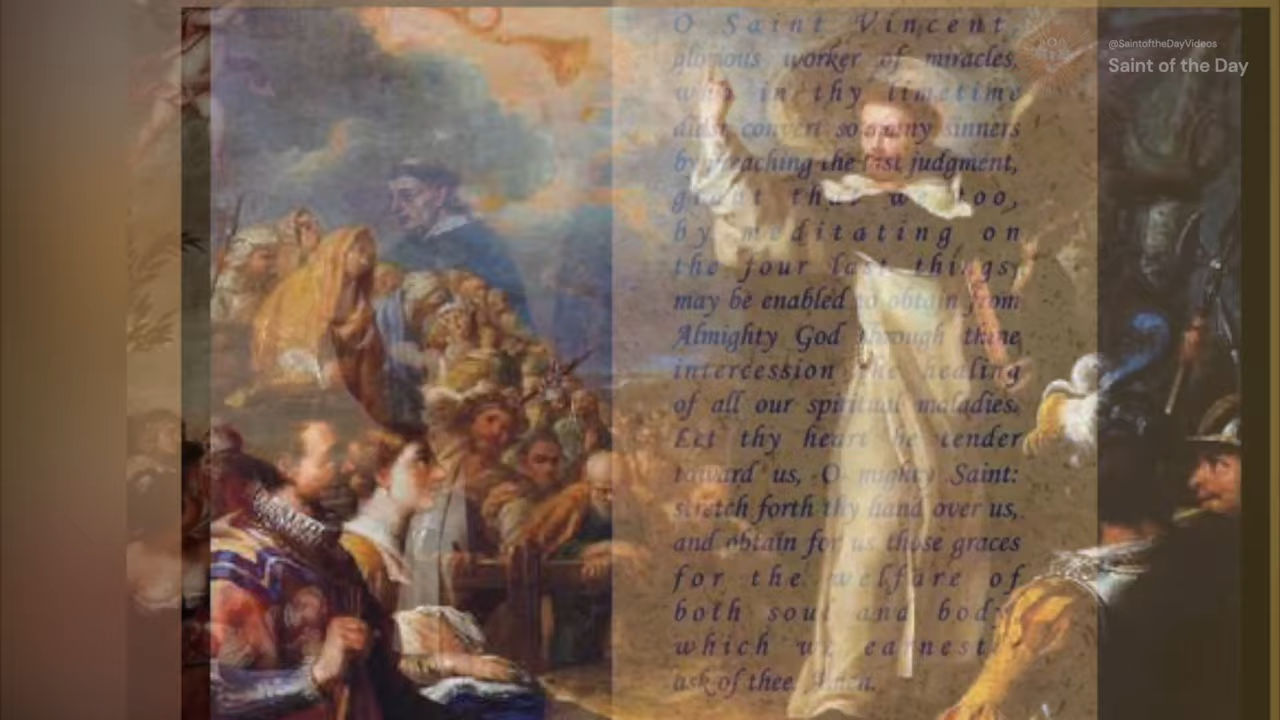 O Saint Vincent,
glorious worker of miracles,
who in thy lifetime
didst convert so many sinners
by preaching the last judgment,
grant that we too,
by meditating on
the four last things,
may be enabled to obtain from
Almighty God through thine
intercession the healing
of all our spiritual maladies.
Let thy heart be tender
toward us, O mighty Saint:
stretch forth thy hand over us,
and obtain for us those graces
for the welfare of
both soul and body
which we earnestly
ask of thee. Amen.
@SaintoftheDayVideos
Saint of the Day